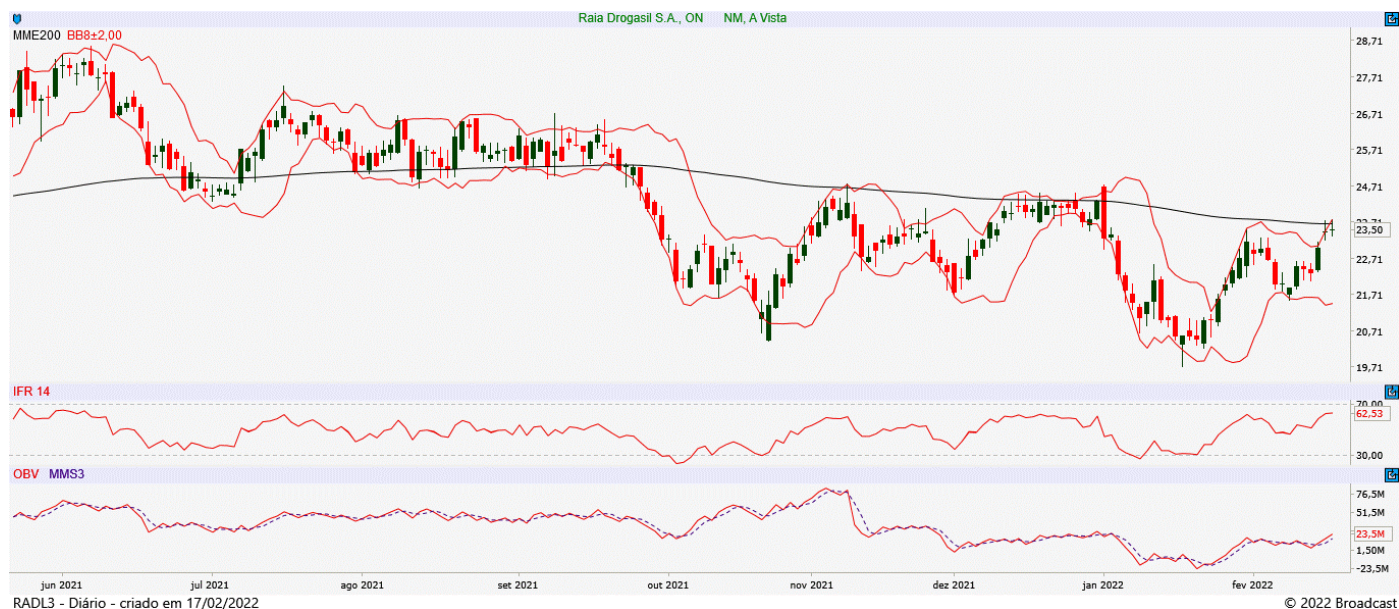 Raia Drogasil S.A., ON NM, A Vista
MME200 BB8±2,00
28,71
27,71
26,71
25,71
24,71
23,71
23,50
22,71
21,71
20,71
19,71
IFR 14
70,00
62,53
30,00
OBV MMS3
76,5M
51,5M
23,5M
1,50M
-23,5M
jun 2021 jul 2021 ago 2021 set 2021 out 2021 nov 2021 dez 2021 jan 2022 fev 2022
RADL3 - Diário - criado em 17/02/2022 © 2022 Broadcast